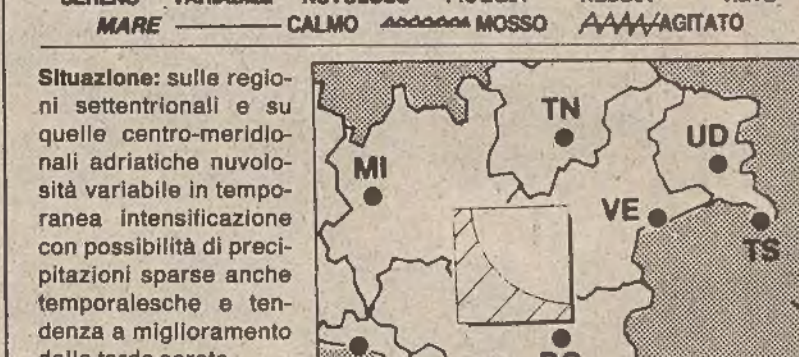 MARE CALMO MOSSO AGITATO
Situazione: sulle regio-
ni settentrionali e su
quelle centro-meridio-
nali adriatiche nuvolo-
sità variabile in tempo-
ranea intensificazione
con possibilità di preci-
pitazioni sparse anche
temporalesche e ten-
denza a miglioramento
TN
UD
MI
VE
TS